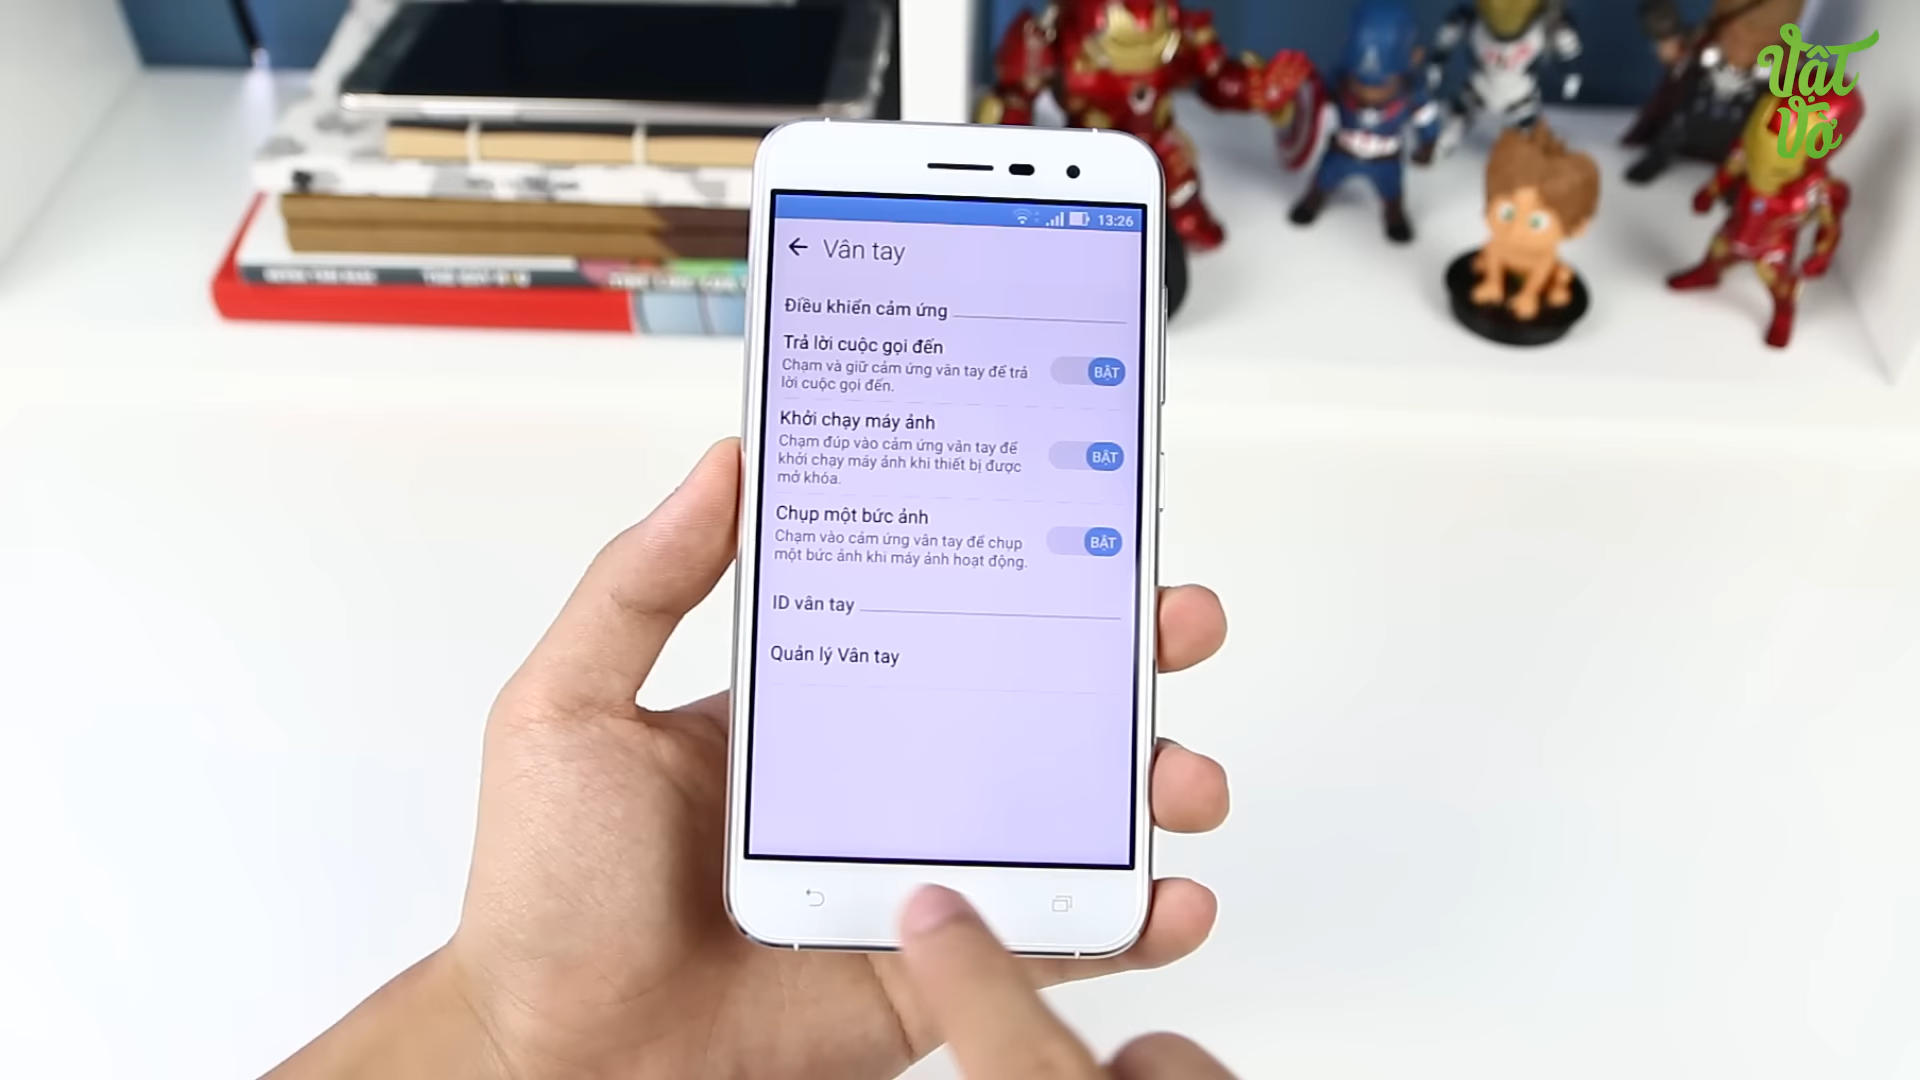 Vật
Vờ
13:26
Vân tay
Điều khiển cảm ứng
Trả lời cuộc gọi đến
Chạm và giữ cảm ứng vân tay để trả
lời cuộc gọi đến.
BẬT
Khởi chạy máy ảnh
Chạm đúp vào cảm ứng vân tay để
khởi chạy máy ảnh khi thiết bị được
mở khóa.
BẬT
Chụp một bức ảnh
Chạm vào cảm ứng vân tay để chụp
một bức ảnh khi máy ảnh hoạt động.
BẬT
ID vân tay
Quản lý Vân tay